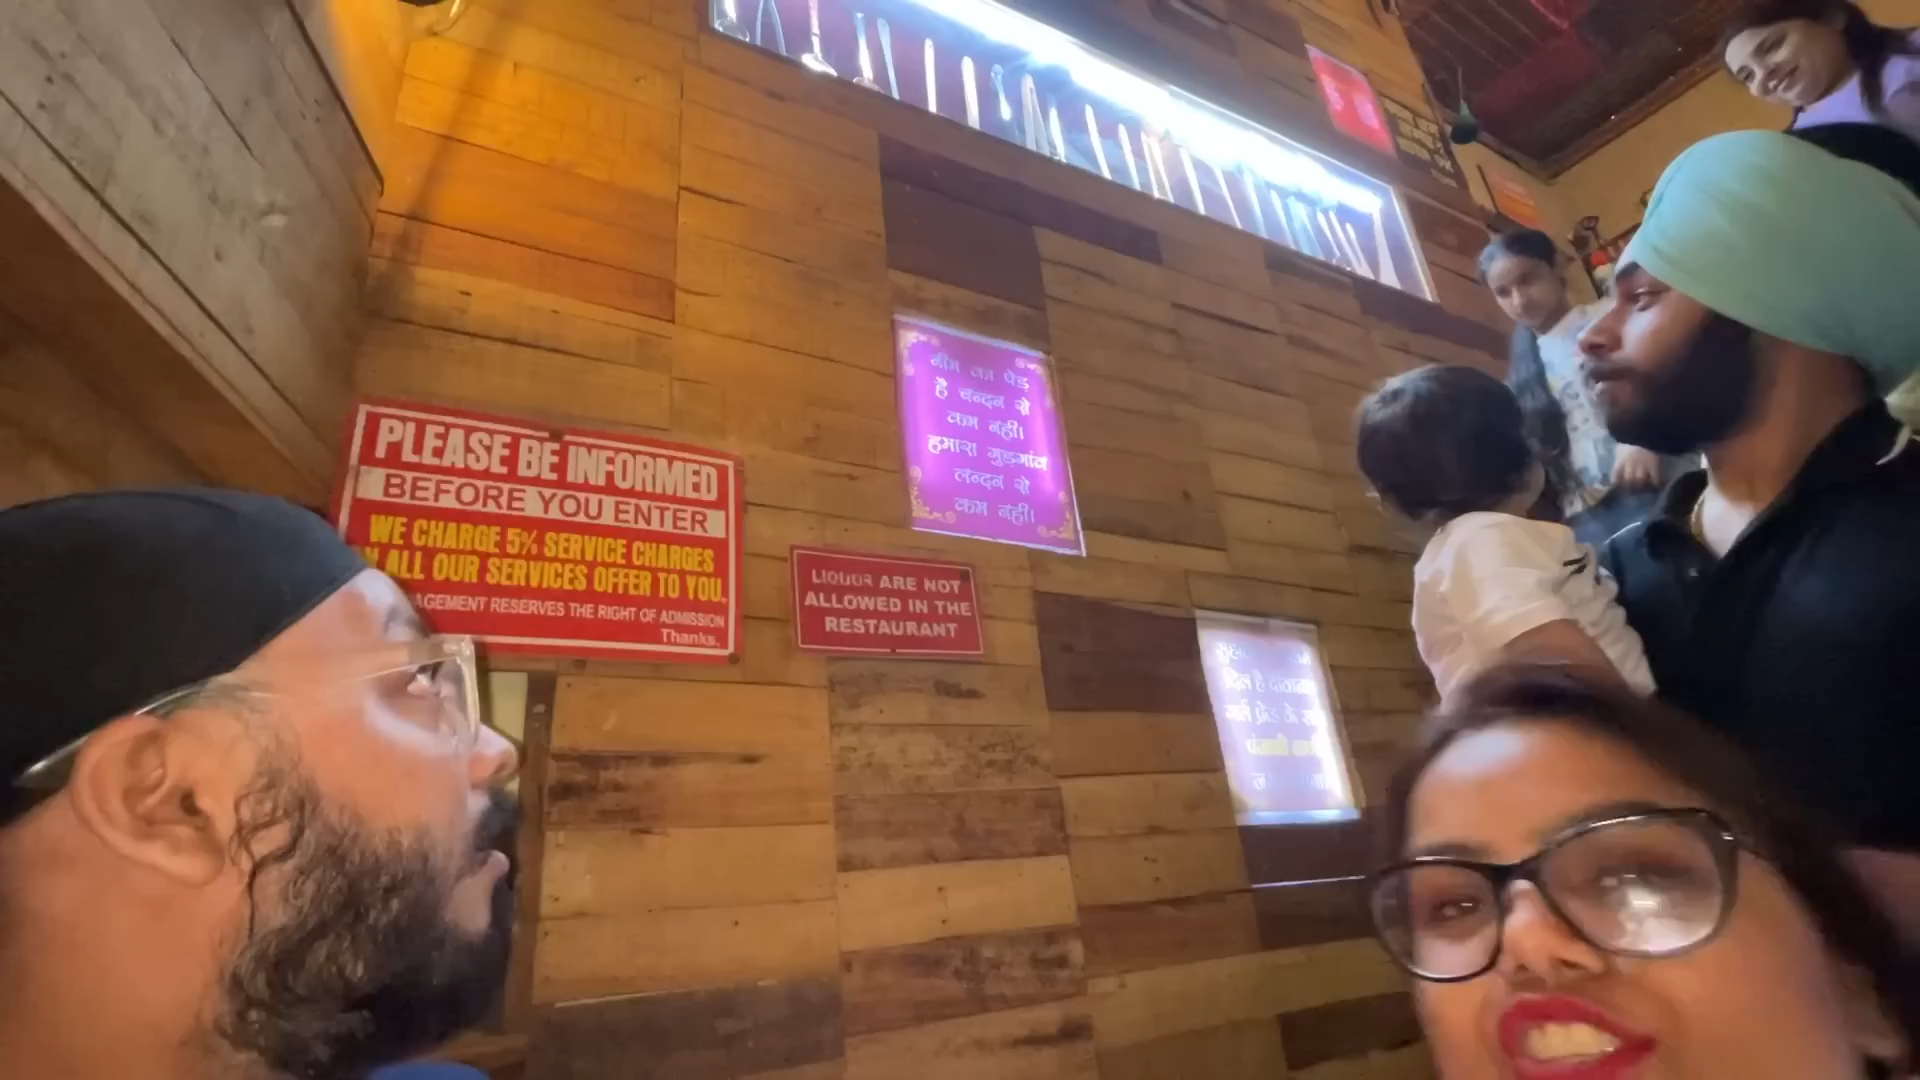 PLEASE BE INFORMED
BEFORE YOU ENTER
WE CHARGE 5% SERVICE CHARGES
ALL OUR SERVICES OFFER TO YOU.
RESERVES THE RIGHT OF ADMISSION
Thanks.
LIQUOR ARE NOT
ALLOWED IN THE
RESTAURANT
नीम का पेड़
है चन्दन से
कम नहीं।
हमारा गुड़गांव
लन्दन से
कम नहीं।
दिल है
के